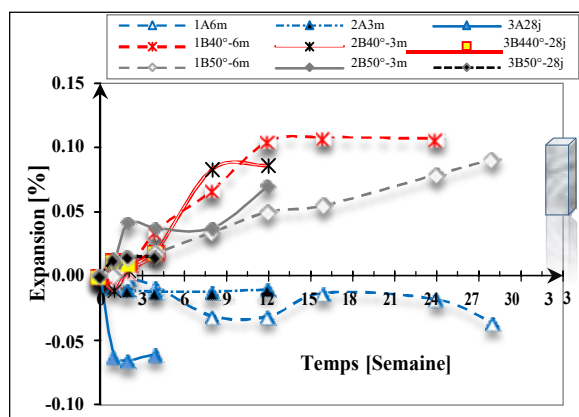 1A6m 2A3m 3A28j
1B40°-6m 2B40°-3m 3B440°-28j
1B50°-6m 2B50°-3m 3B50°-28j
0.15
0.10
0.05
0.00
-0.05
-0.10
Expansion [%]
0 3 6 9 12 15 18 21 24 27 30 33
Temps [Semaine]